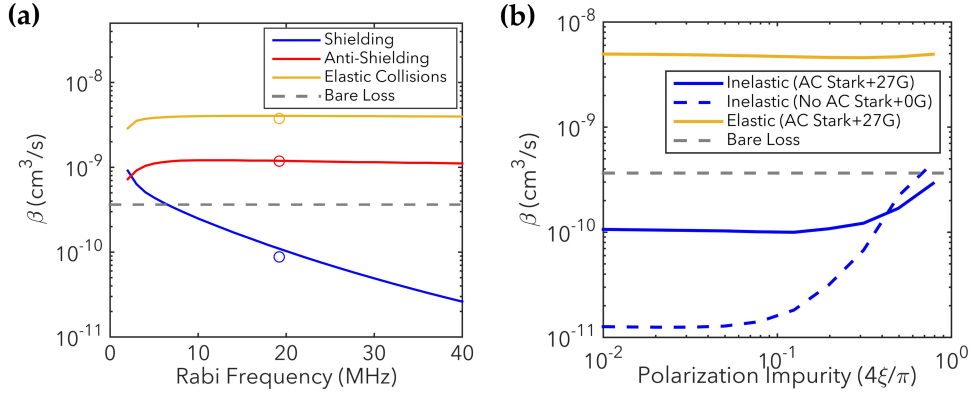 (a)
Shielding
Anti-Shielding
Elastic Collisions
Bare Loss
10^-8
10^-9
10^-10
10^-11
β (cm^3/s)
0
10
20
30
40
Rabi Frequency (MHz)
(b)
Inelastic (AC Stark+27G)
Inelastic (No AC Stark+0G)
Elastic (AC Stark+27G)
Bare Loss
10^-8
10^-9
10^-10
10^-11
β (cm^3/s)
10^-2
10^-1
10^0
Polarization Impurity (4ξ/π)